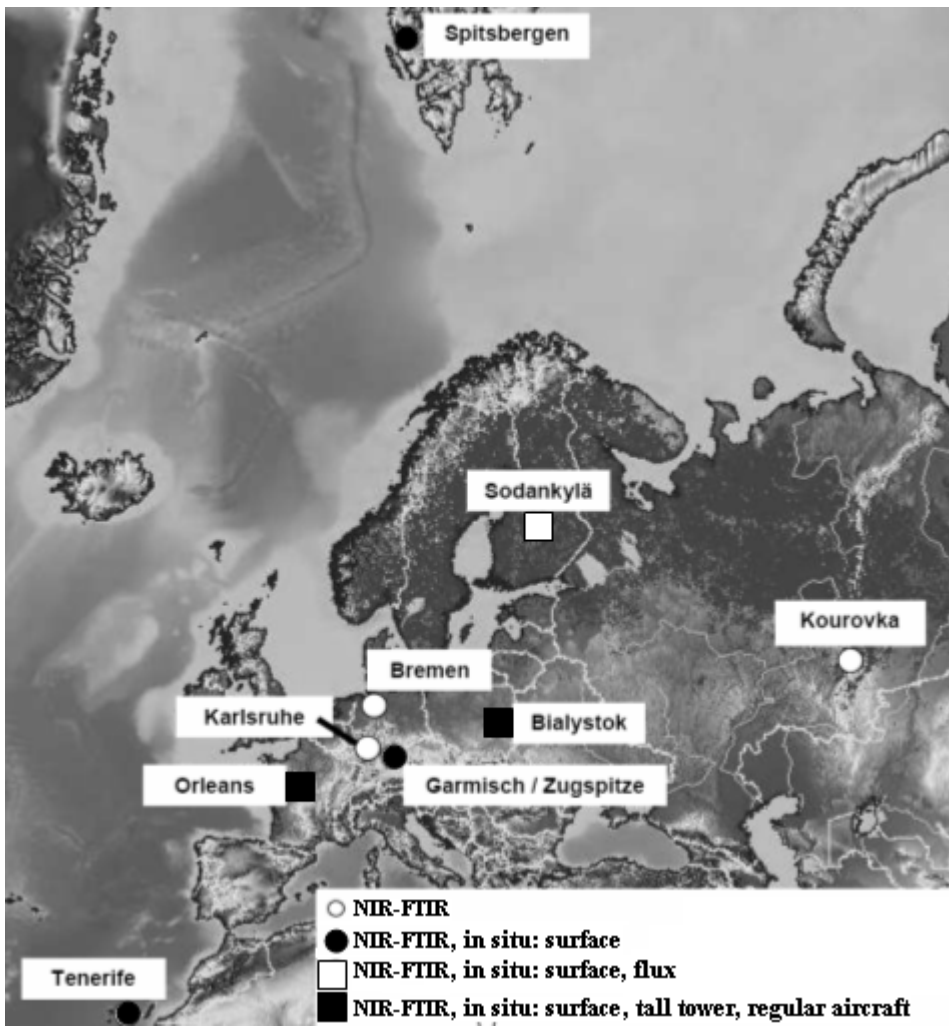 Spitsbergen
Sodankylä
Kourovka
Bremen
Karlsruhe
Bialystok
Orleans
Garmisch / Zugspitze
NIR-FTIR
NIR-FTIR, in situ: surface
NIR-FTIR, in situ: surface, flux
Tenerife
NIR-FTIR, in situ: surface, tall tower, regular aircraft